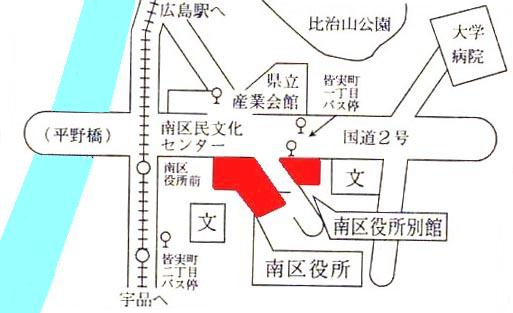 広島駅へ
比治山公園
大学
病院
県立
産業会館
皆実町
一丁目
バス停
(平野橋)
南区民文化
センター
国道2号
南区
役所前
文
文
南区役所別館
皆実町
二丁目
バス停
南区役所
宇品へ